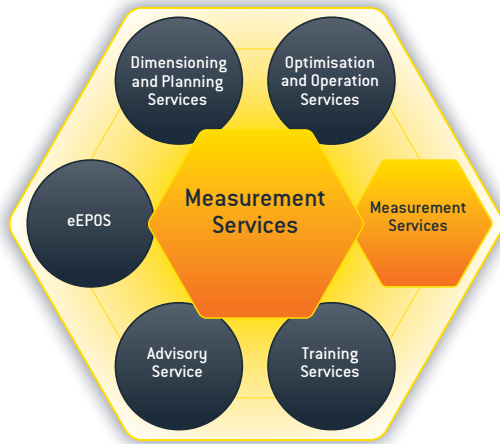 Dimensioning
and Planning
Services
Optimisation
and Operation
Services
eEPOS
Measurement
Services
Measurement
Services
Advisory
Service
Training
Services